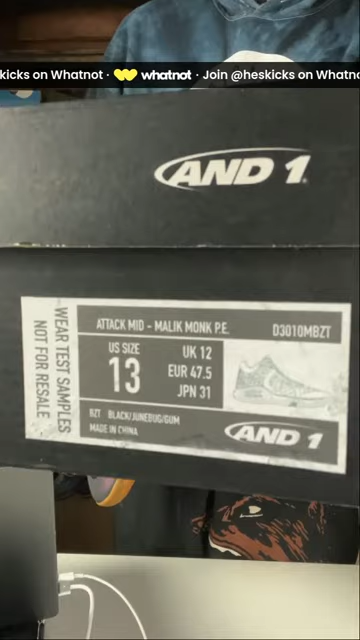 kicks on Whatnot · whatnot · Join @heskicks on Whatno
AND 1.
WEAR TEST SAMPLES
NOT FOR RESALE
ATTACK MID - MALIK MONK P.E. D3010MBZT
US SIZE
13
UK 12
EUR 47.5
JPN 31
BZT BLACK/JUNEBUG/GUM
MADE IN CHINA
AND 1